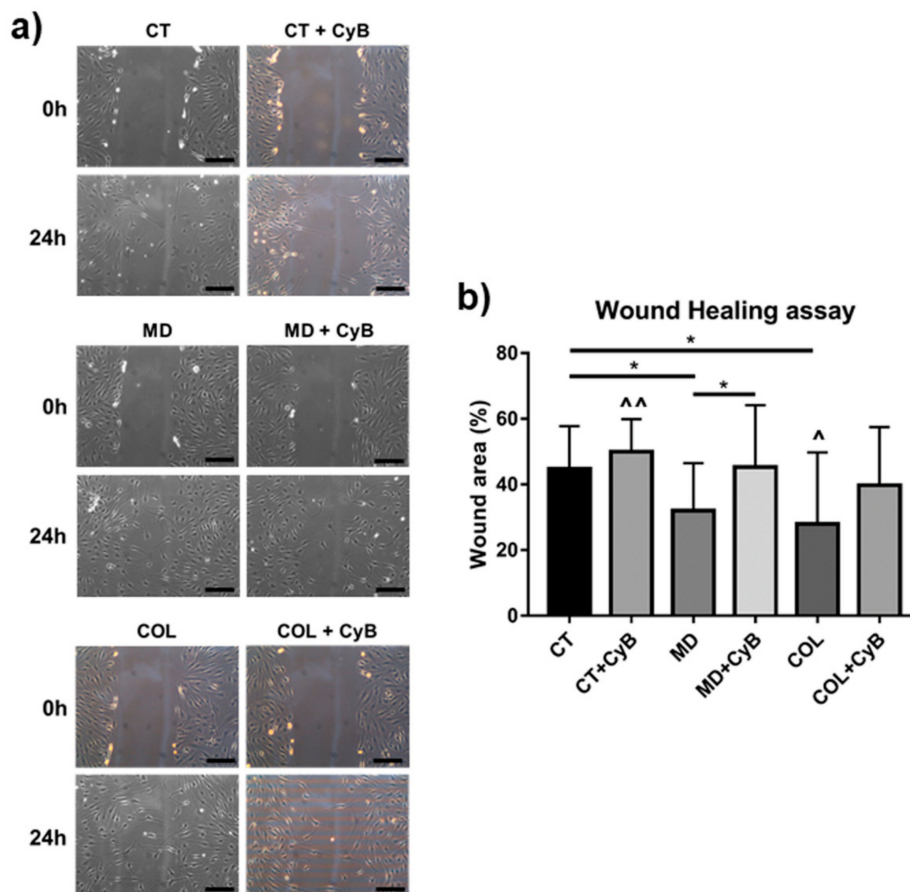 a)
CT CT + CyB
0h
24h
MD MD + CyB
0h
24h
COL COL + CyB
0h
24h
b)
Wound Healing assay
*
*
*
^^
^
Wound area (%)
80
60
40
20
0
CT CT+CyB MD MD+CyB COL COL+CyB